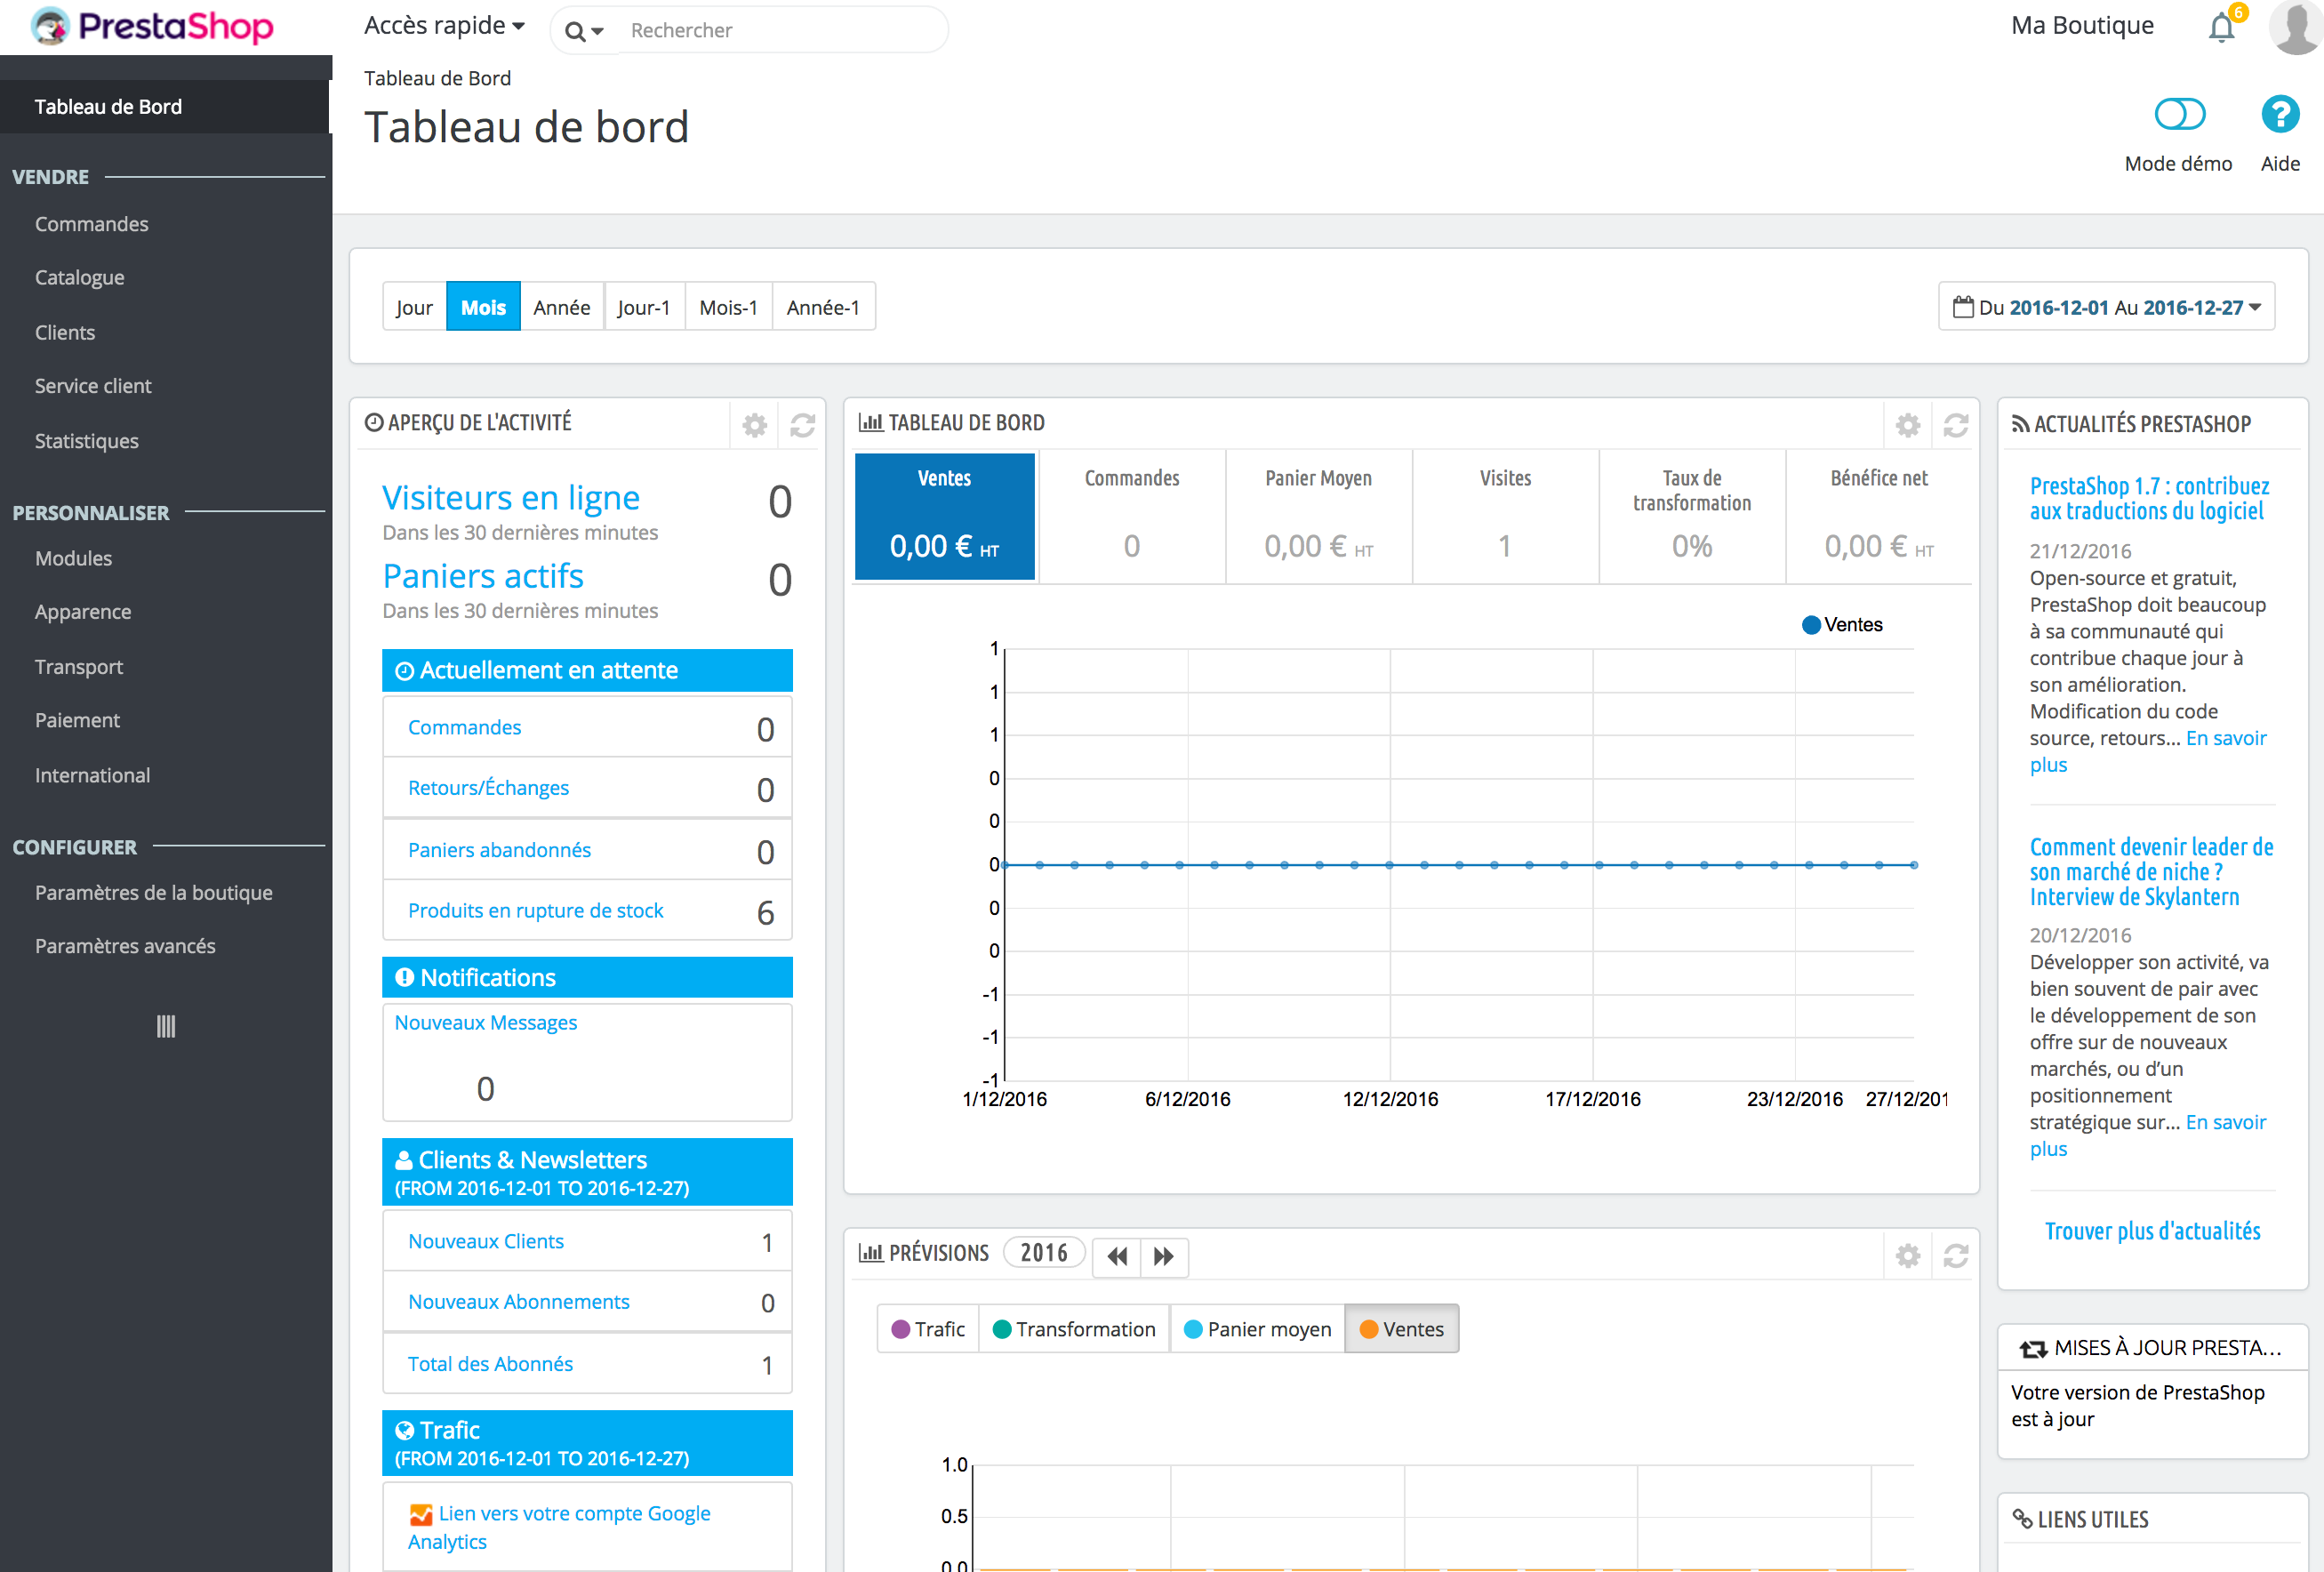 PrestaShop
Accès rapide
Rechercher
Ma Boutique
6
Tableau de Bord
Tableau de bord
Mode démo
Aide
Tableau de Bord
VENDRE
Commandes
Catalogue
Clients
Service client
Statistiques
PERSONNALISER
Modules
Apparence
Transport
Paiement
International
CONFIGURER
Paramètres de la boutique
Paramètres avancés
Jour Mois Année Jour-1 Mois-1 Année-1
Du 2016-12-01 Au 2016-12-27
APERÇU DE L'ACTIVITÉ
Visiteurs en ligne 0
Dans les 30 dernières minutes
Paniers actifs 0
Dans les 30 dernières minutes
Actuellement en attente
Commandes 0
Retours/Échanges 0
Paniers abandonnés 0
Produits en rupture de stock 6
Notifications
Nouveaux Messages
0
Clients & Newsletters
(FROM 2016-12-01 TO 2016-12-27)
Nouveaux Clients 1
Nouveaux Abonnements 0
Total des Abonnés 1
Trafic
(FROM 2016-12-01 TO 2016-12-27)
Lien vers votre compte Google
Analytics
TABLEAU DE BORD
Ventes
0,00 € HT
Commandes
0
Panier Moyen
0,00 € HT
Visites
1
Taux de
transformation
0%
Bénéfice net
0,00 € HT
Ventes
1
1
1
0
0
0
0
0
-1
-1
-1
1/12/2016 6/12/2016 12/12/2016 17/12/2016 23/12/2016 27/12/201
PRÉVISIONS 2016
Trafic Transformation Panier moyen Ventes
1.0
0.5
0.0
ACTUALITÉS PRESTASHOP
PrestaShop 1.7 : contribuez
aux traductions du logiciel
21/12/2016
Open-source et gratuit,
PrestaShop doit beaucoup
à sa communauté qui
contribue chaque jour à
son amélioration.
Modification du code
source, retours... En savoir
plus
Comment devenir leader de
son marché de niche ?
Interview de Skylantern
20/12/2016
Développer son activité, va
bien souvent de pair avec
le développement de son
offre sur de nouveaux
marchés, ou d’un
positionnement
stratégique sur... En savoir
plus
Trouver plus d'actualités
MISES À JOUR PRESTA...
Votre version de PrestaShop
est à jour
LIENS UTILES